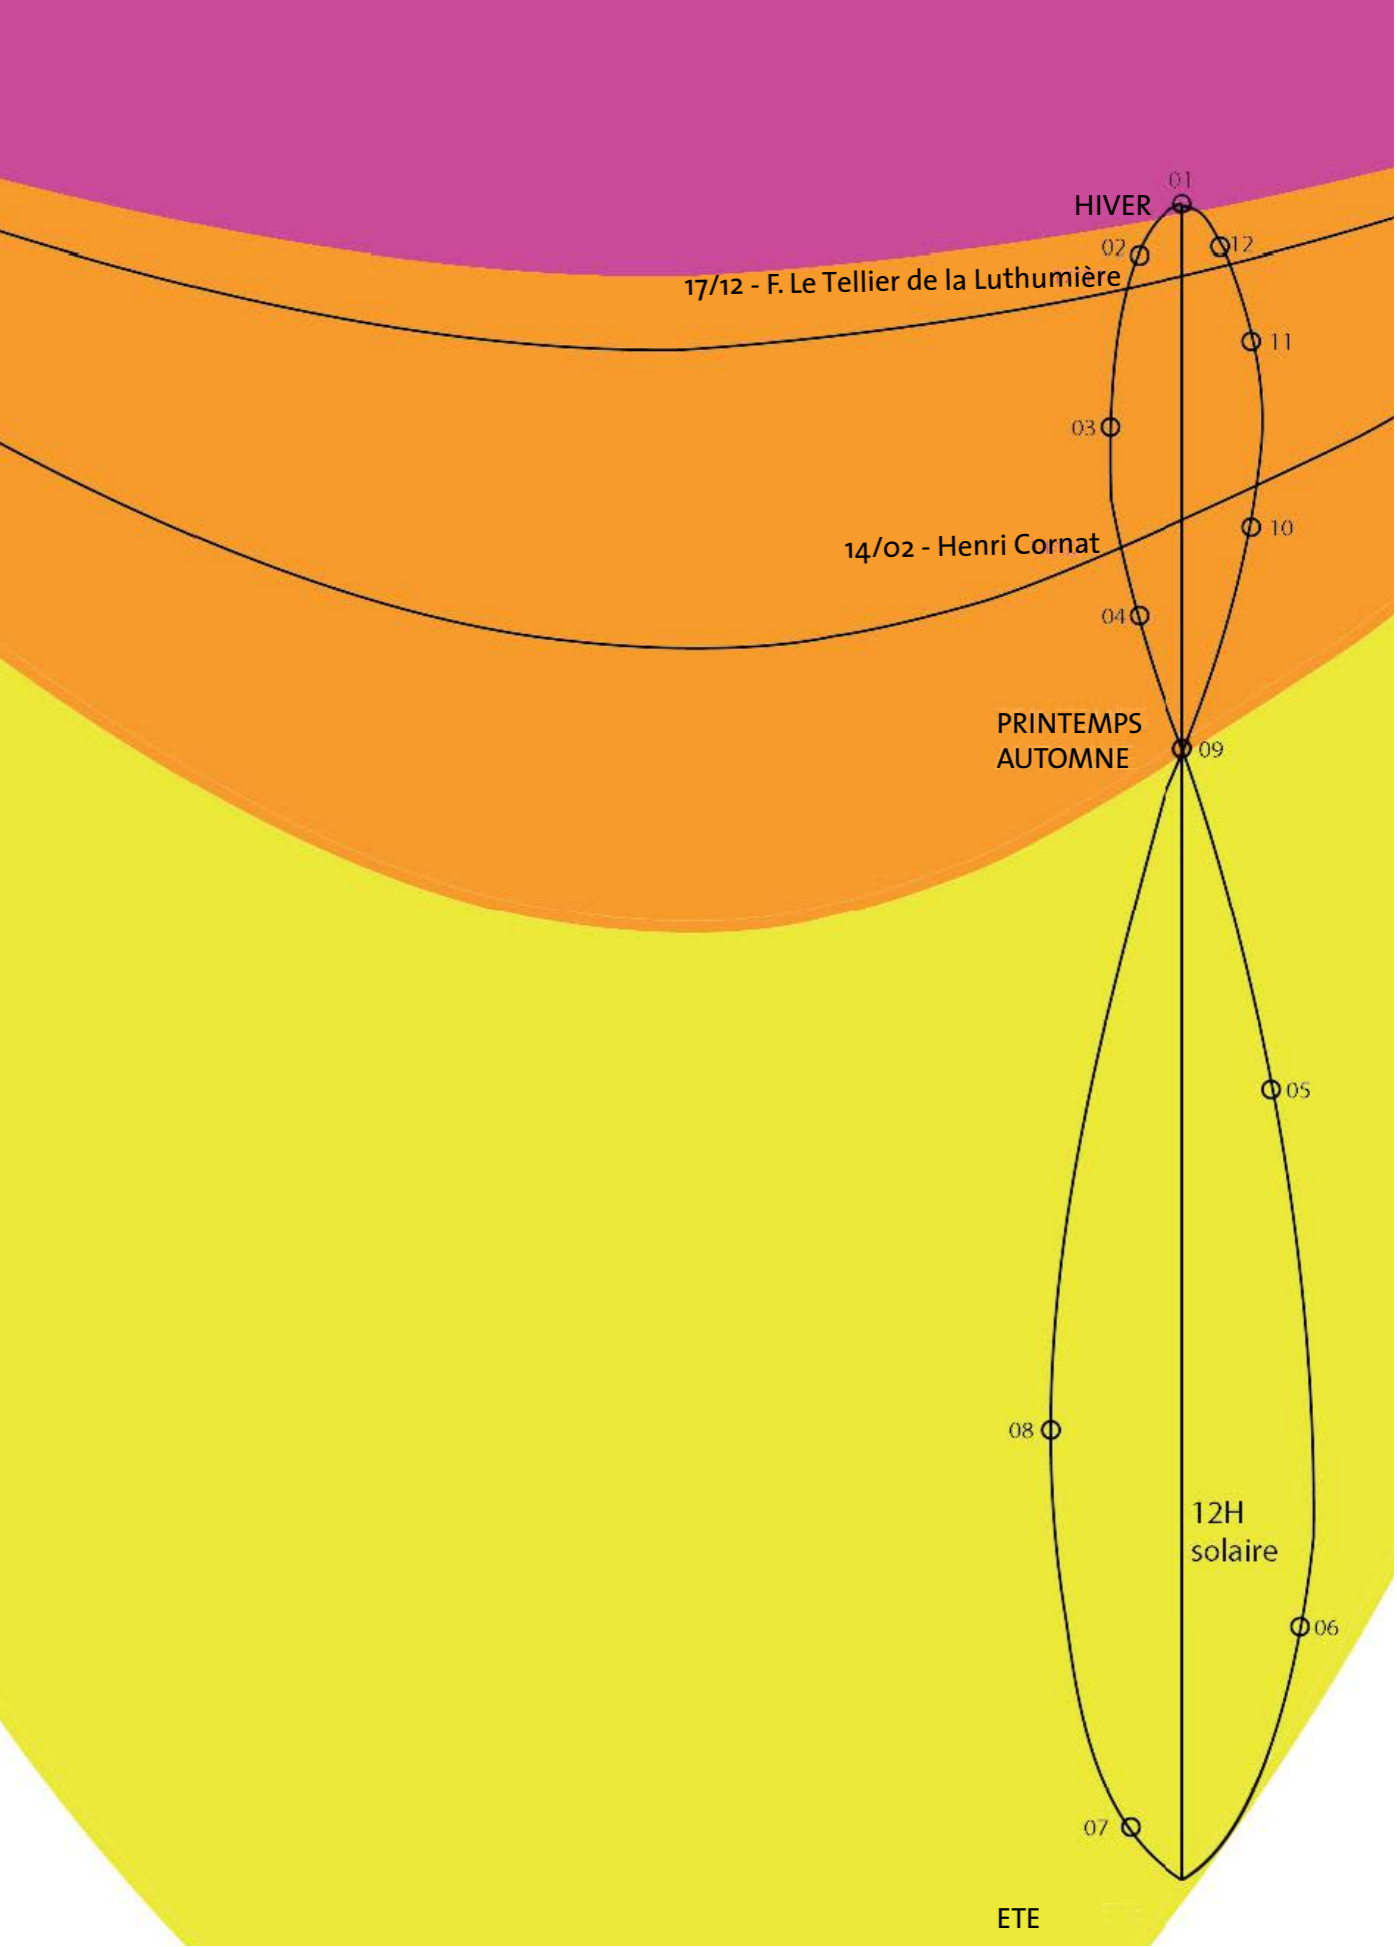 01
HIVER
02
12
17/12 - F. Le Tellier de la Luthumière
11
03
10
14/02 - Henri Cornat
04
PRINTEMPS
AUTOMNE
09
05
08
12H
solaire
06
07
ETE